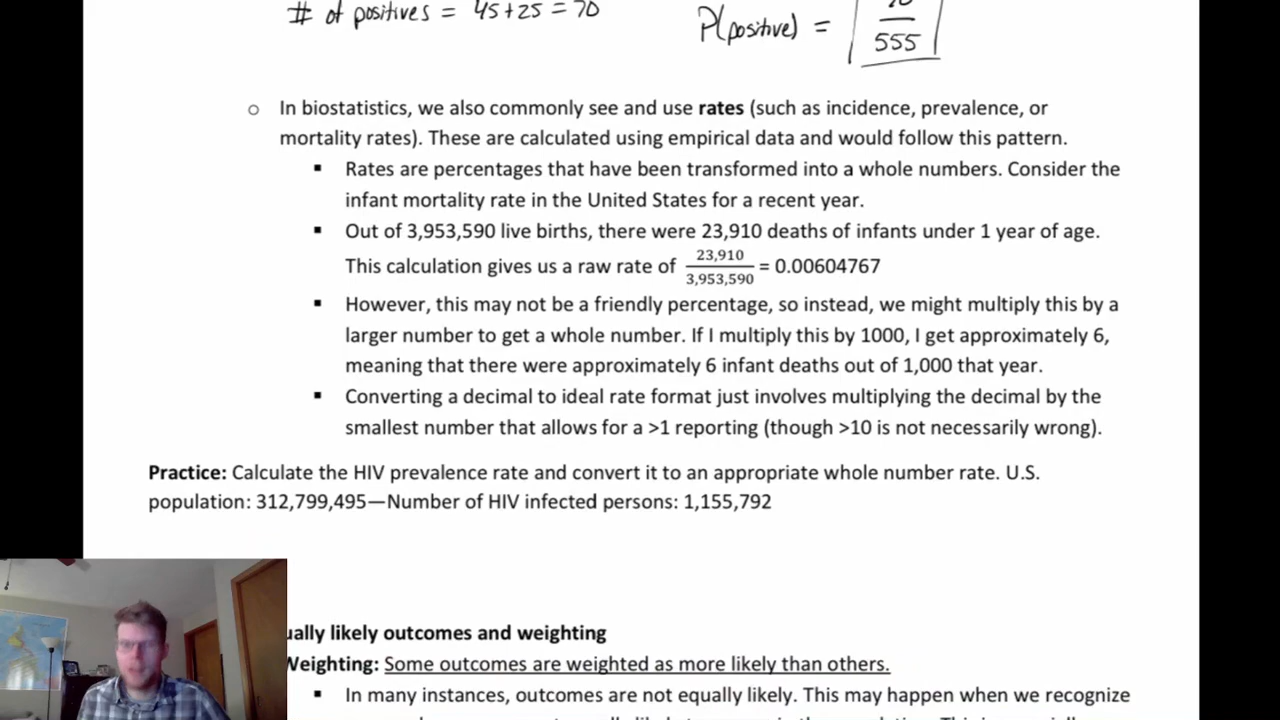 # of positives = 45+25 = 70
P(positive) =
555
In biostatistics, we also commonly see and use rates (such as incidence, prevalence, or
mortality rates). These are calculated using empirical data and would follow this pattern.
Rates are percentages that have been transformed into a whole numbers. Consider the
infant mortality rate in the United States for a recent year.
Out of 3,953,590 live births, there were 23,910 deaths of infants under 1 year of age.
This calculation gives us a raw rate of 23,910/3,953,590 = 0.00604767
However, this may not be a friendly percentage, so instead, we might multiply this by a
larger number to get a whole number. If I multiply this by 1000, I get approximately 6,
meaning that there were approximately 6 infant deaths out of 1,000 that year.
Converting a decimal to ideal rate format just involves multiplying the decimal by the
smallest number that allows for a >1 reporting (though >10 is not necessarily wrong).
Practice: Calculate the HIV prevalence rate and convert it to an appropriate whole number rate. U.S.
population: 312,799,495—Number of HIV infected persons: 1,155,792
ually likely outcomes and weighting
Weighting: Some outcomes are weighted as more likely than others.
In many instances, outcomes are not equally likely. This may happen when we recognize